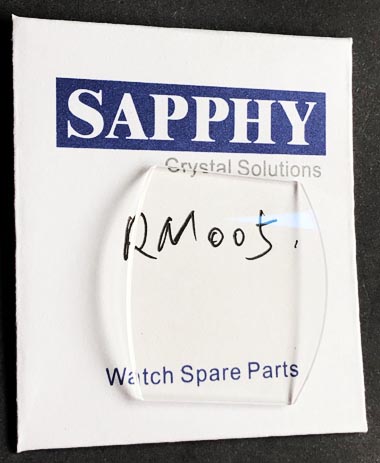 SAPPHY
Crystal Solutions
RM005.
Watch Spare Parts